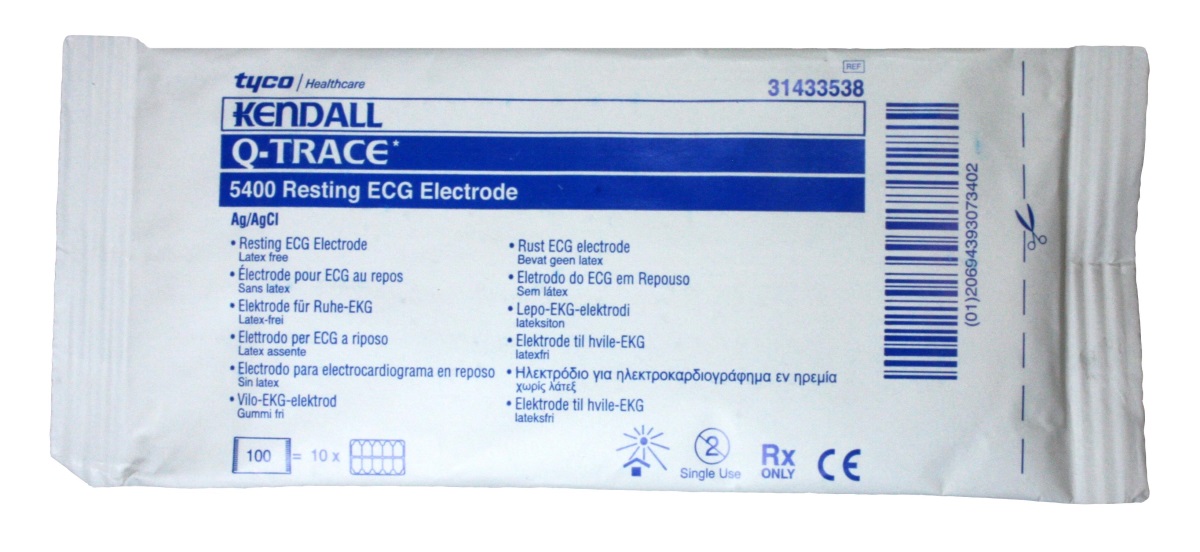 tyco / Healthcare
REF
31433538
KENDALL
Q-TRACE*
5400 Resting ECG Electrode
Ag/AgCl
• Resting ECG Electrode
Latex free
• Électrode pour ECG au repos
Sans latex
• Elektrode für Ruhe-EKG
Latex-frei
• Elettrodo per ECG a riposo
Latex assente
• Electrodo para electrocardiograma en reposo
Sin latex
• Vilo-EKG-elektrod
Gummi fri
• Rust ECG electrode
Bevat geen latex
• Eletrodo do ECG em Repouso
Sem látex
• Lepo-EKG-elektrodi
lateksiton
• Elektrode til hvile-EKG
latexfri
• Ηλεκτρόδιο για ηλεκτροκαρδιογράφημα εν ηρεμία
χωρίς λάτεξ
• Elektrode til hvile-EKG
lateksfri
100 = 10 x
2
Single Use
Rx
ONLY
CE
(01)20694393073402